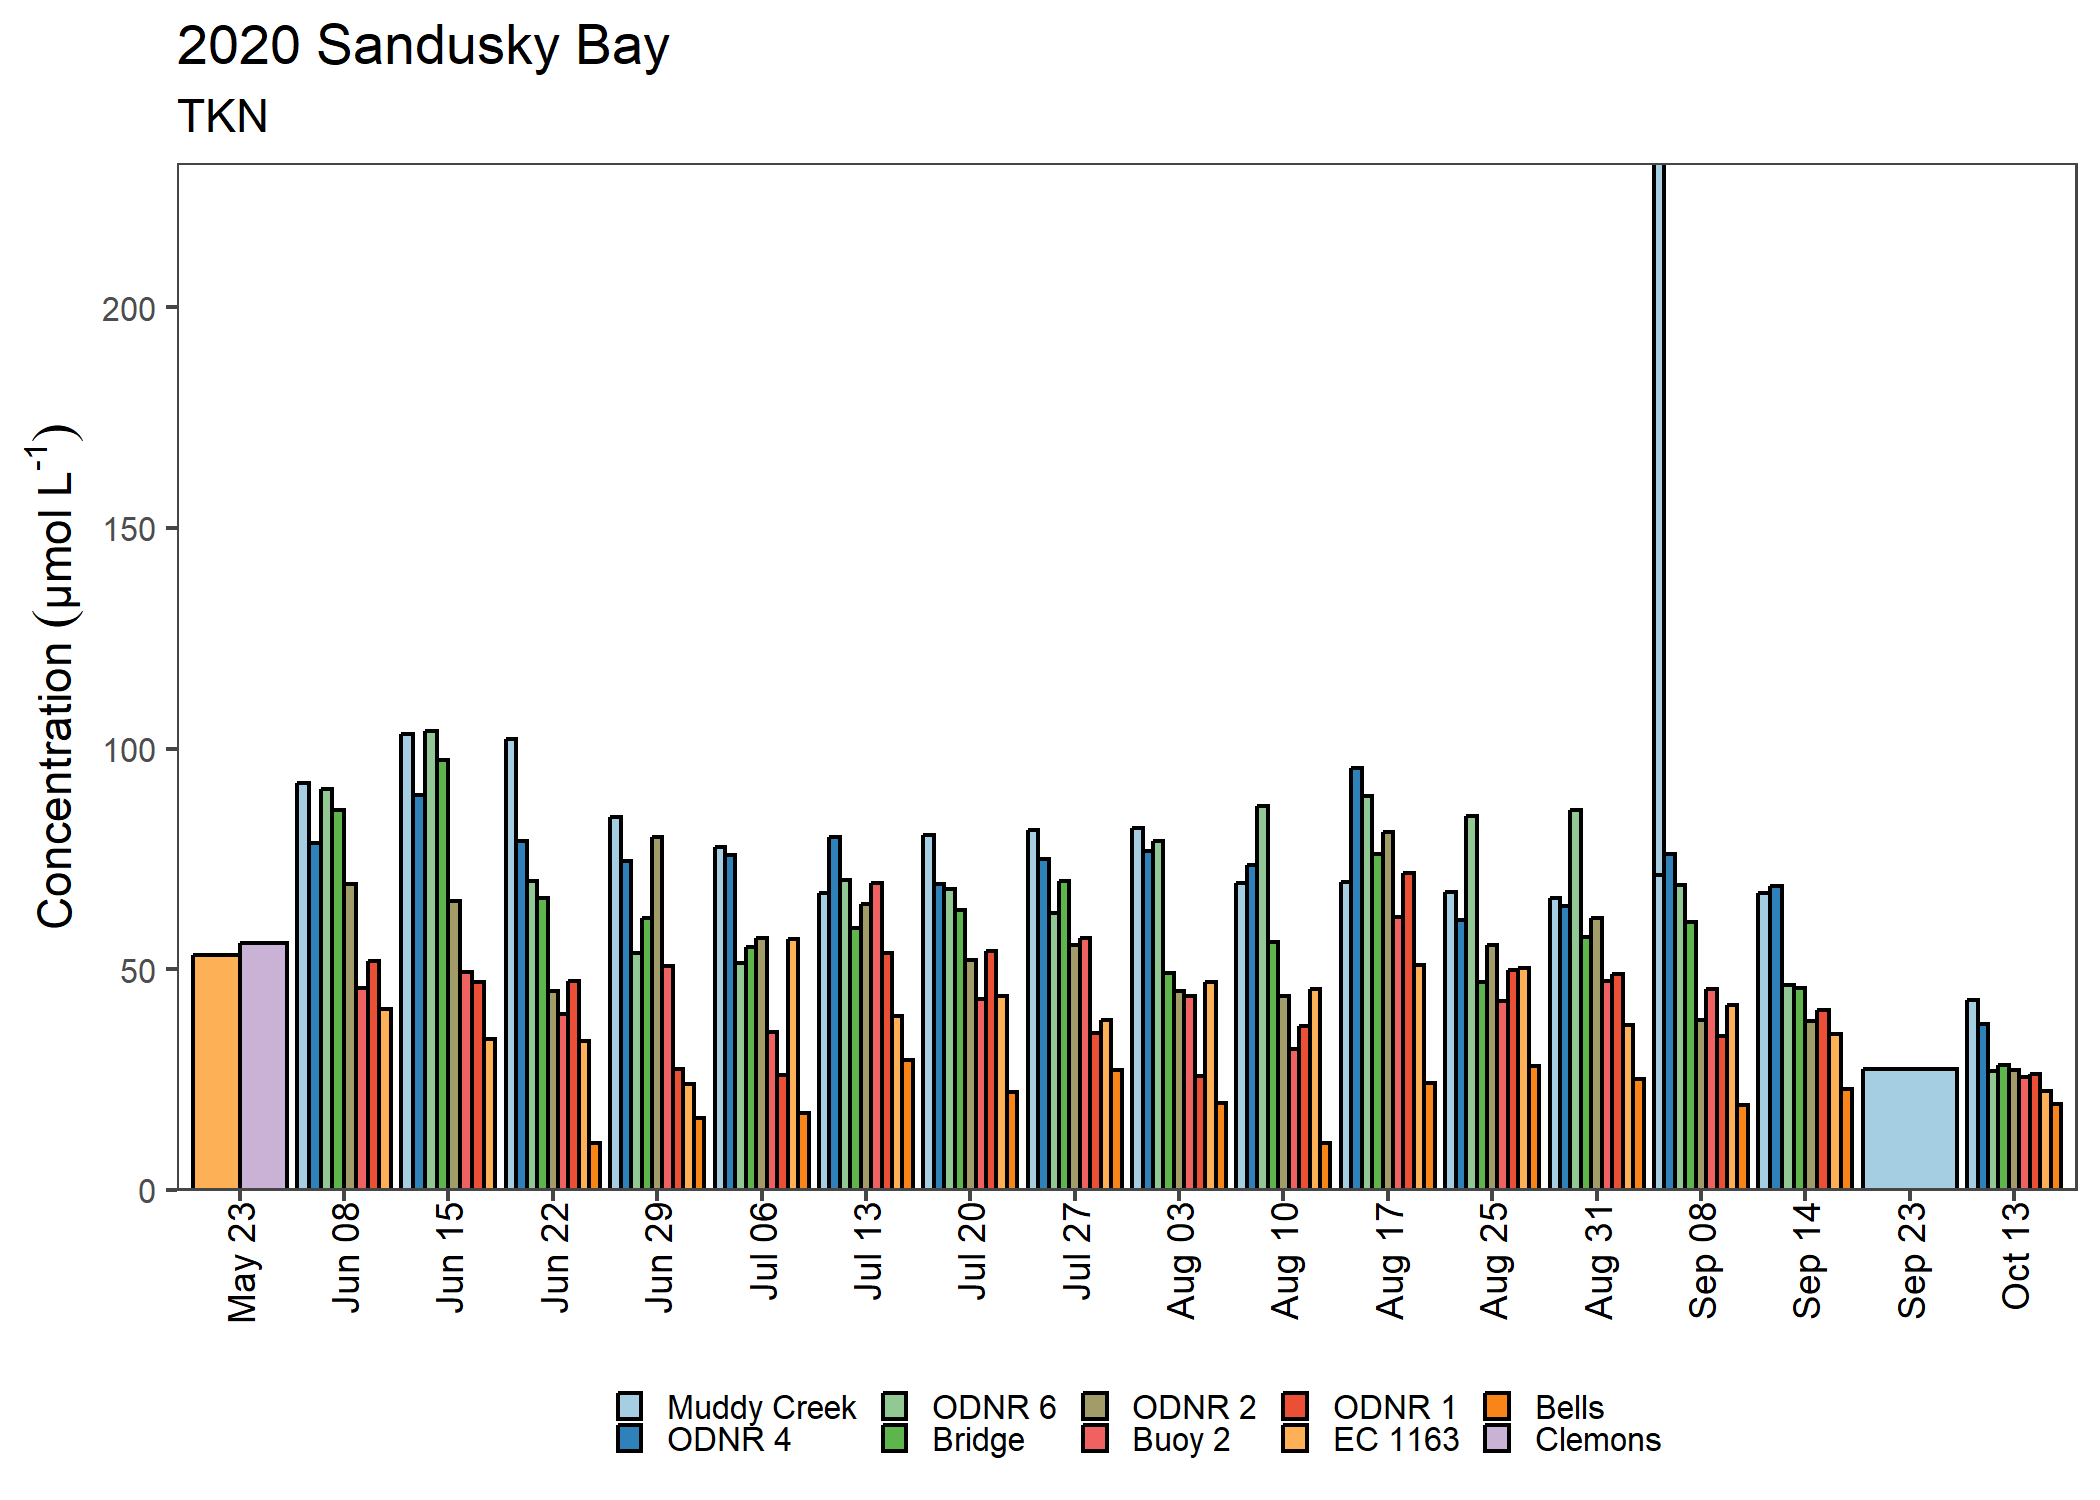 2020 Sandusky Bay
TKN
Concentration (µmol L⁻¹)
200
150
100
50
0
May 23
Jun 08
Jun 15
Jun 22
Jun 29
Jul 06
Jul 13
Jul 20
Jul 27
Aug 03
Aug 10
Aug 17
Aug 25
Aug 31
Sep 08
Sep 14
Sep 23
Oct 13
Muddy Creek ODNR 6 ODNR 2 ODNR 1 Bells
ODNR 4 Bridge Buoy 2 EC 1163 Clemons